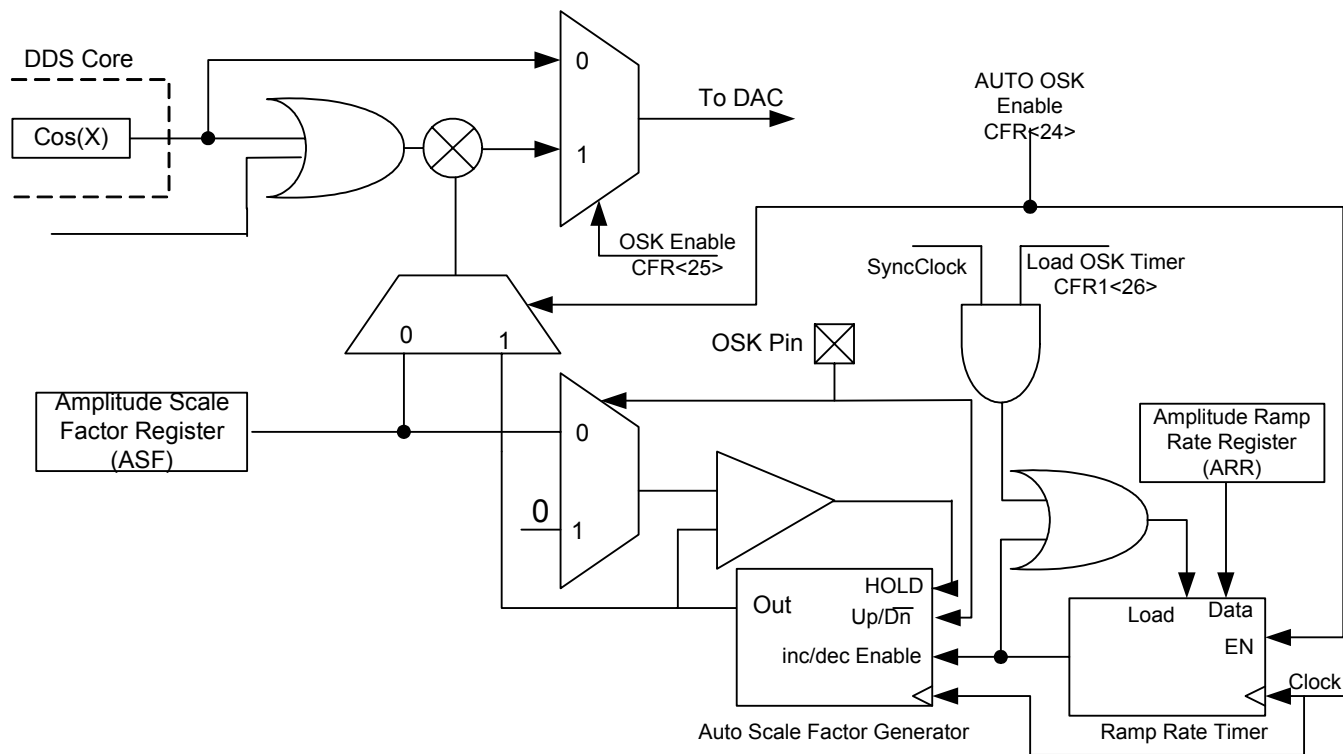 DDS Core
Cos(X)
0
1
To DAC
OSK Enable
CFR<25>
AUTO OSK
Enable
CFR<24>
SyncClock
Load OSK Timer
CFR1<26>
0
1
OSK Pin
Amplitude Scale
Factor Register
(ASF)
0
0
1
Amplitude Ramp
Rate Register
(ARR)
Out
HOLD
Up/D̅n̅
inc/dec Enable
Auto Scale Factor Generator
Load
Data
EN
Clock
Ramp Rate Timer